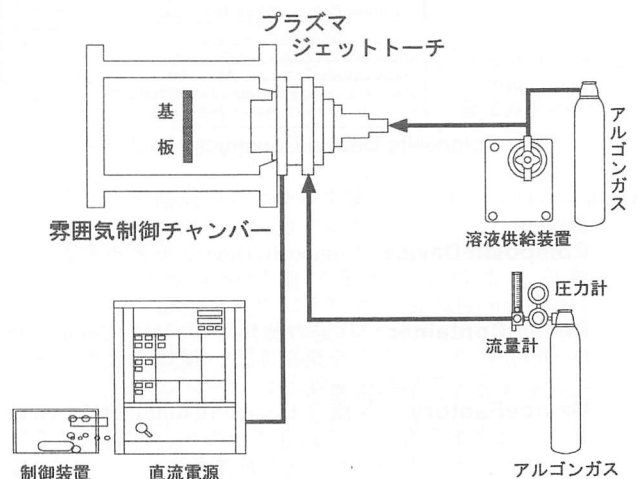 プラズマ
ジェットトーチ
基
板
アルゴンガス
雰囲気制御チャンバー
溶液供給装置
圧力計
流量計
制御装置
直流電源
アルゴンガス